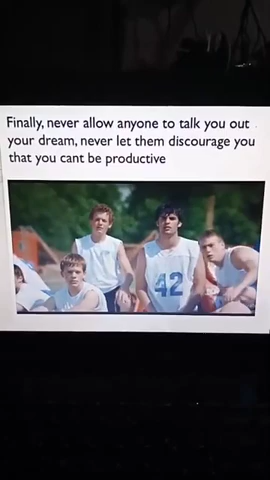 Finally, never allow anyone to talk you out
your dream, never let them discourage you
that you cant be productive
42